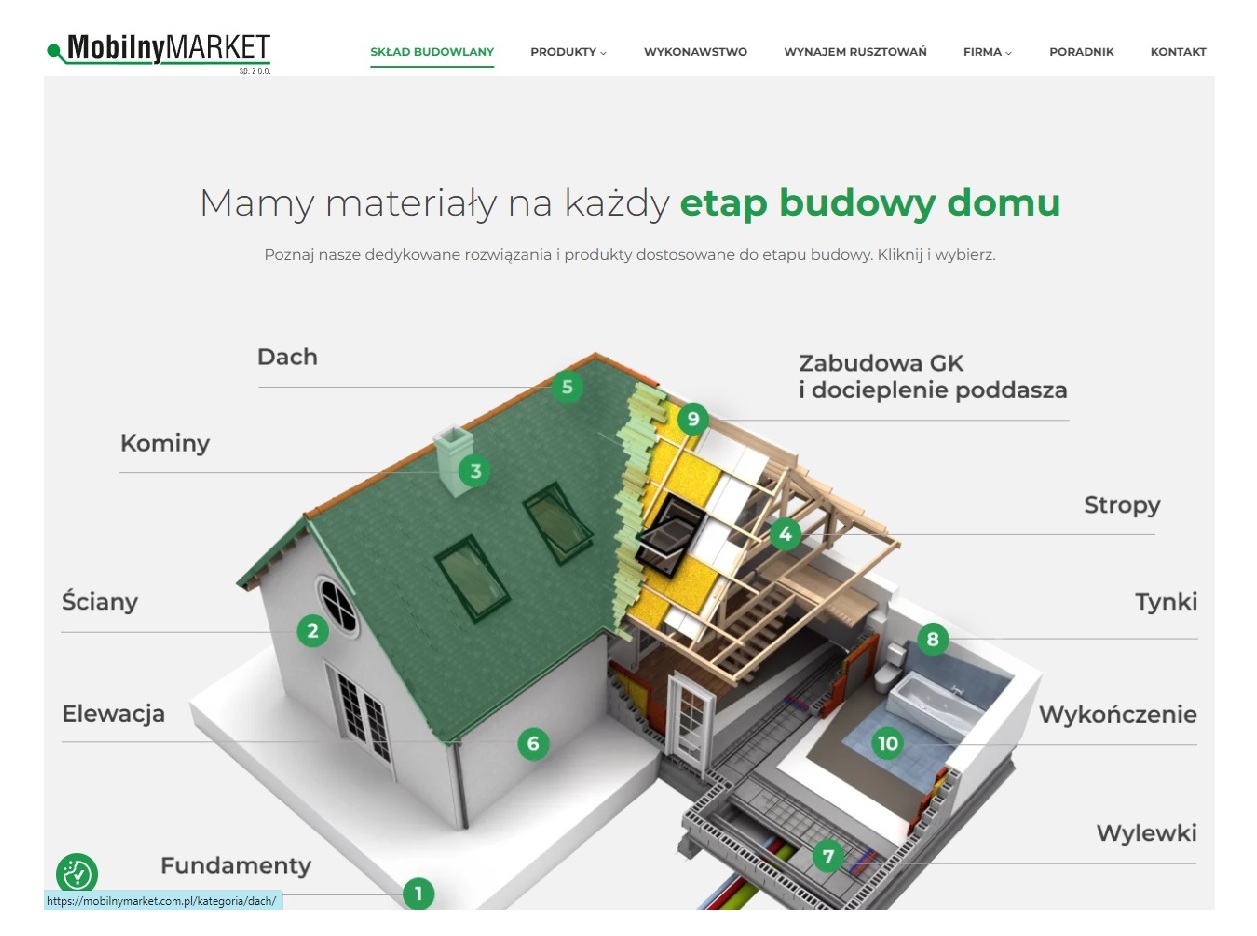 MobilnyMARKET
sp. z o.o.
SKŁAD BUDOWLANY PRODUKTY WYKONAWSTWO WYNAJEM RUSZTOWAŃ FIRMA PORADNIK KONTAKT
Mamy materiały na każdy etap budowy domu
Poznaj nasze dedykowane rozwiązania i produkty dostosowane do etapu budowy. Kliknij i wybierz.
Dach
5
Zabudowa GK
i docieplenie poddasza
9
Kominy
3
Stropy
4
Ściany
2
Tynki
8
Elewacja
6
Wykończenie
10
Wylewki
7
Fundamenty
1
https://mobilnymarket.com.pl/kategoria/dach/